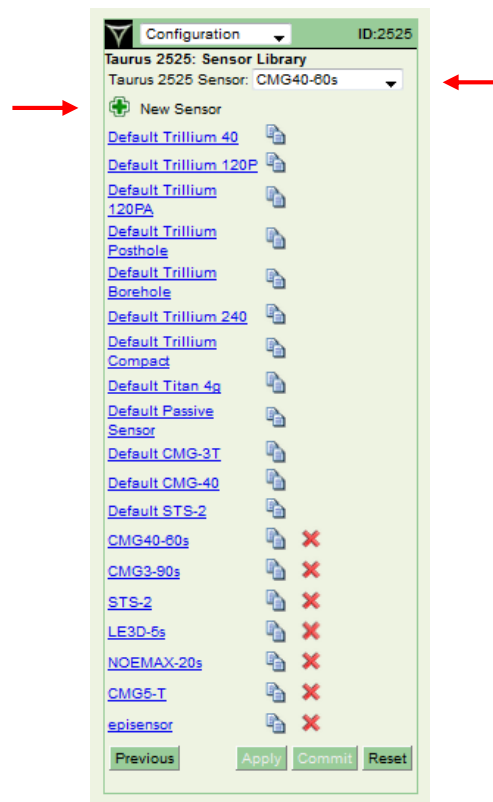 Configuration ID:2525
Taurus 2525: Sensor Library
Taurus 2525 Sensor: CMG40-60s
New Sensor
Default Trillium 40
Default Trillium 120P
Default Trillium
120PA
Default Trillium
Posthole
Default Trillium
Borehole
Default Trillium 240
Default Trillium
Compact
Default Titan 4g
Default Passive
Sensor
Default CMG-3T
Default CMG-40
Default STS-2
CMG40-60s
CMG3-90s
STS-2
LE3D-5s
NOEMAX-20s
CMG5-T
episensor
Previous Apply Commit Reset